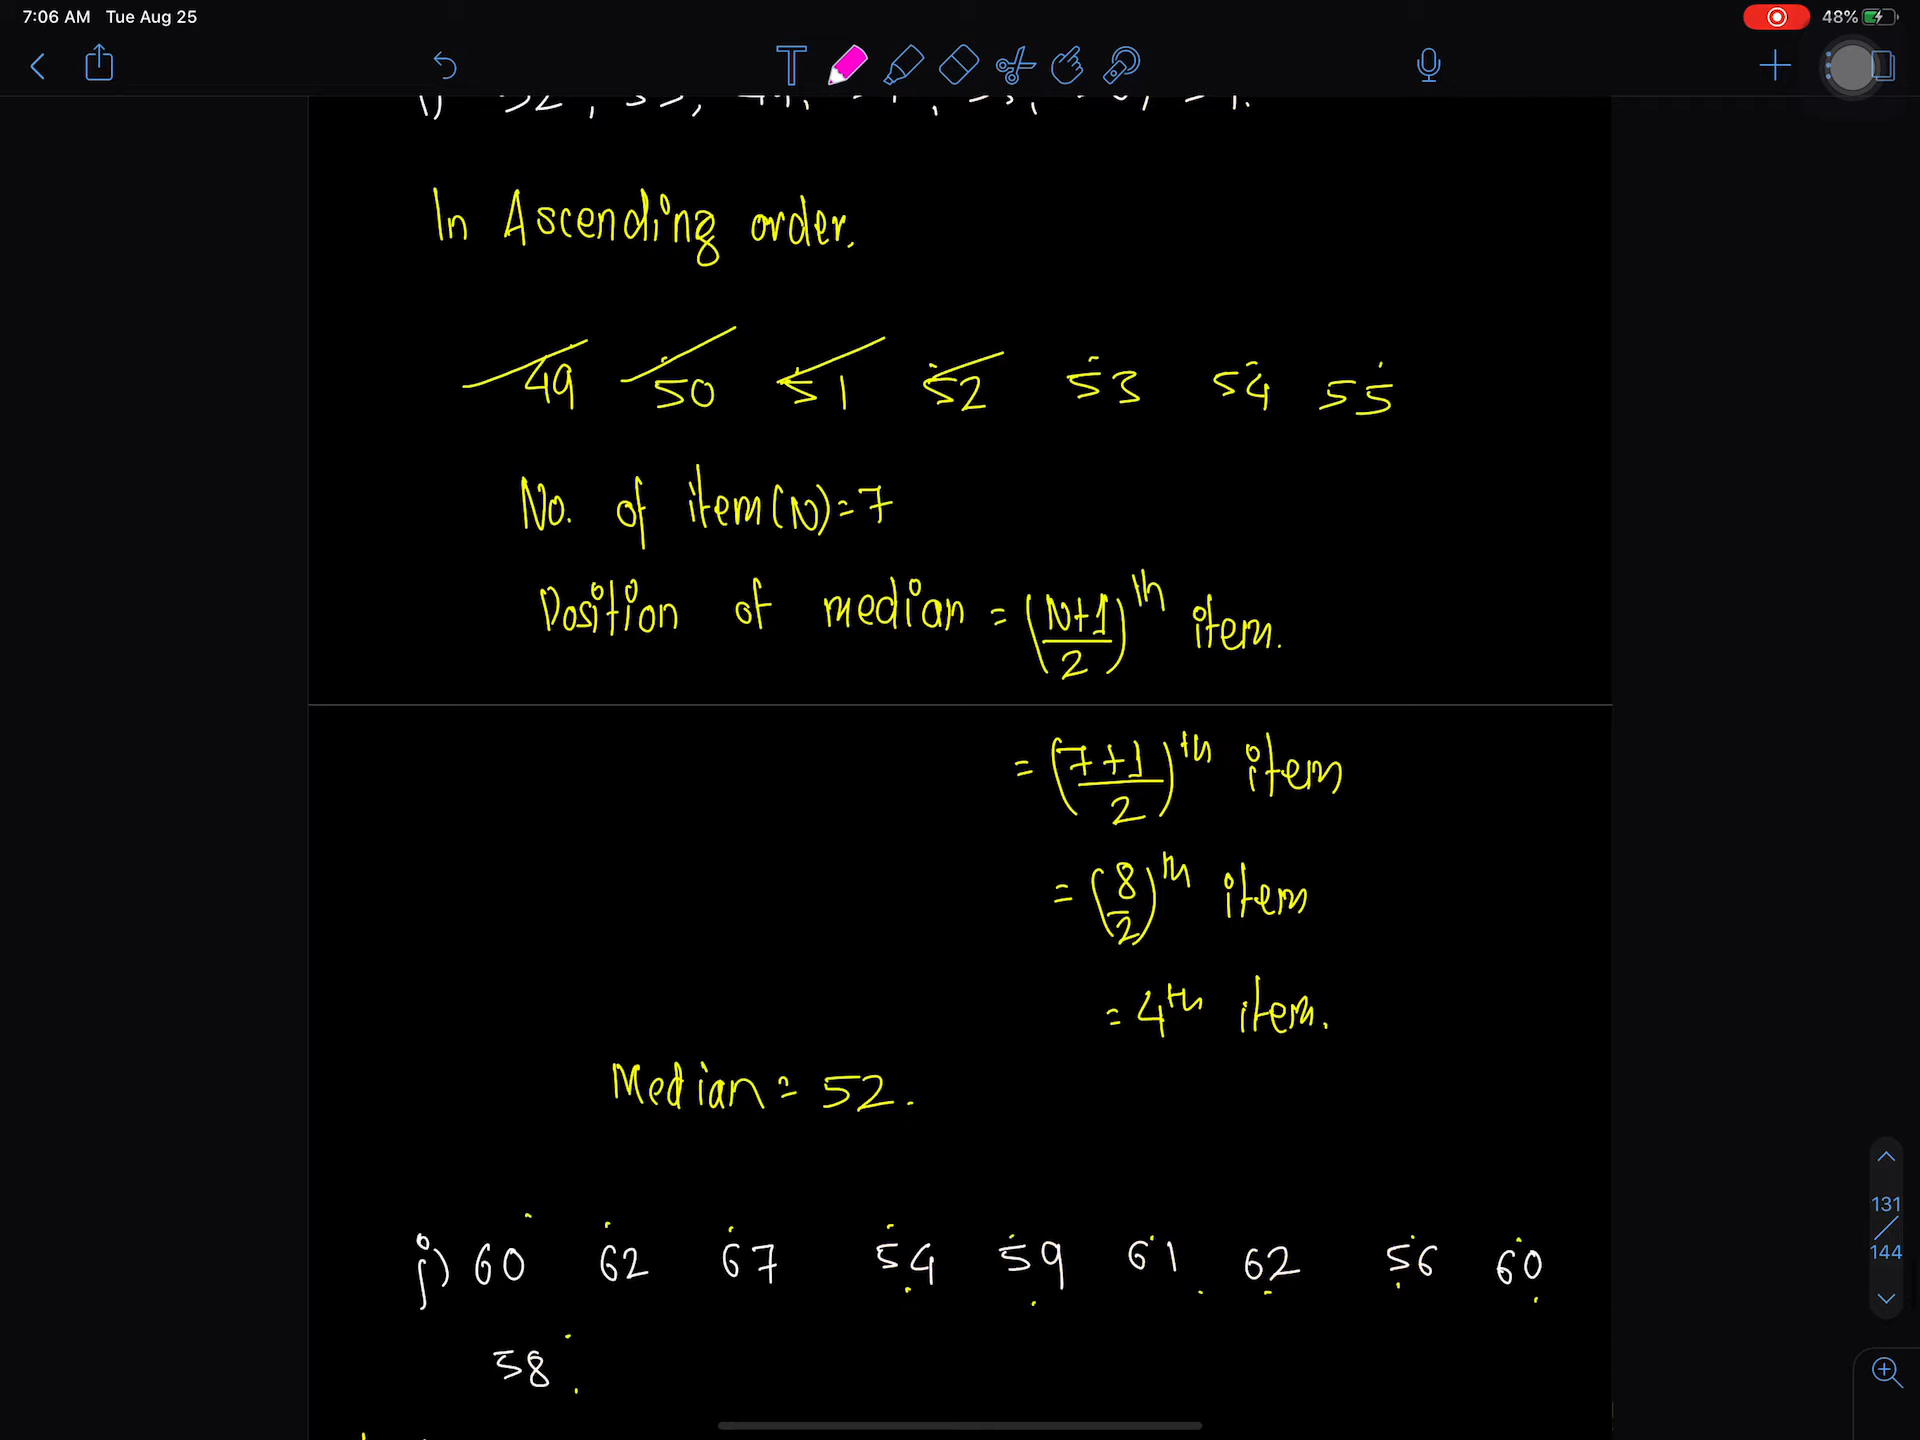 7:06 AM Tue Aug 25
48%
T
In Ascending order.
49 50 51 52 53 54 55
No. of item(N)=7
Position of median = (N+1/2)th item.
= (7+1/2)th item
= (8/2)th item
= 4th item.
Median = 52.
j) 60 62 67 54 59 61 62 56 60
58.
131
144